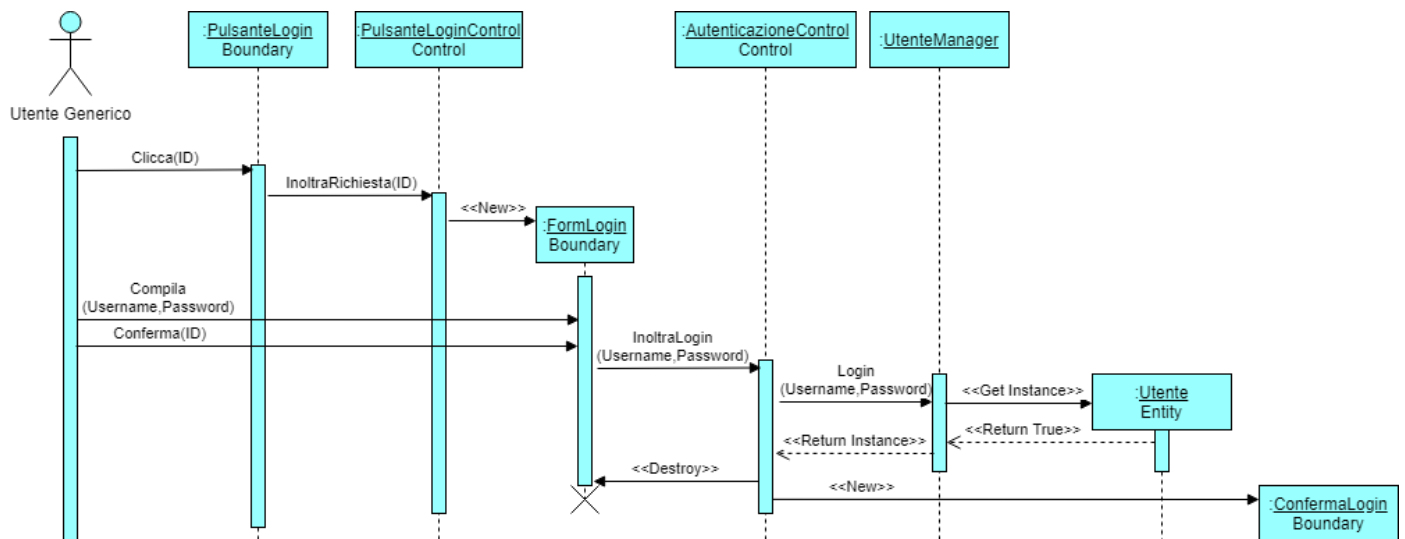 :PulsanteLogin
Boundary
:PulsanteLoginControl
Control
:AutenticazioneControl
Control
:UtenteManager
Utente Generico
Clicca(ID)
InoltraRichiesta(ID)
<<New>>
:FormLogin
Boundary
Compila
(Username,Password)
Conferma(ID)
InoltraLogin
(Username,Password)
Login
(Username,Password)
<<Get Instance>>
:Utente
Entity
<<Return True>>
<<Return Instance>>
<<Destroy>>
<<New>>
:ConfermaLogin
Boundary